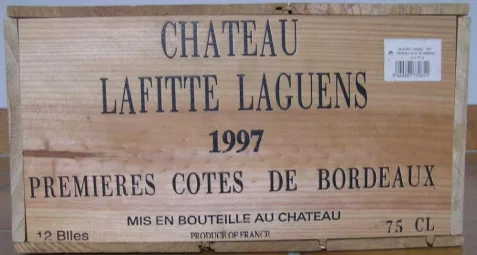 CHATEAU
LAFITTE LAGUENS
1997
PREMIERES COTES DE BORDEAUX
MIS EN BOUTEILLE AU CHATEAU
12 Blles PRODUCE OF FRANCE 75 CL